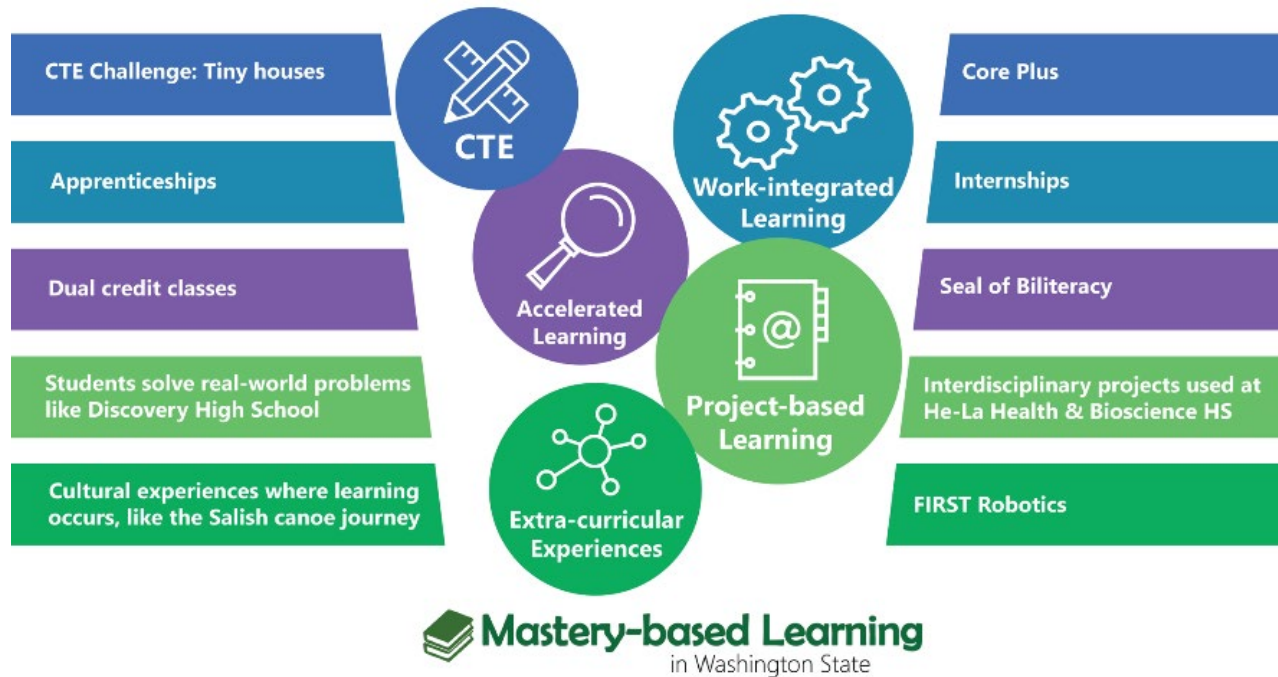 CTE Challenge: Tiny houses
Apprenticeships
Dual credit classes
Students solve real-world problems
like Discovery High School
Cultural experiences where learning
occurs, like the Salish canoe journey
CTE
Work-integrated
Learning
Accelerated
Learning
@
Project-based
Learning
Extra-curricular
Experiences
Core Plus
Internships
Seal of Biliteracy
Interdisciplinary projects used at
He-La Health & Bioscience HS
FIRST Robotics
Mastery-based Learning
in Washington State